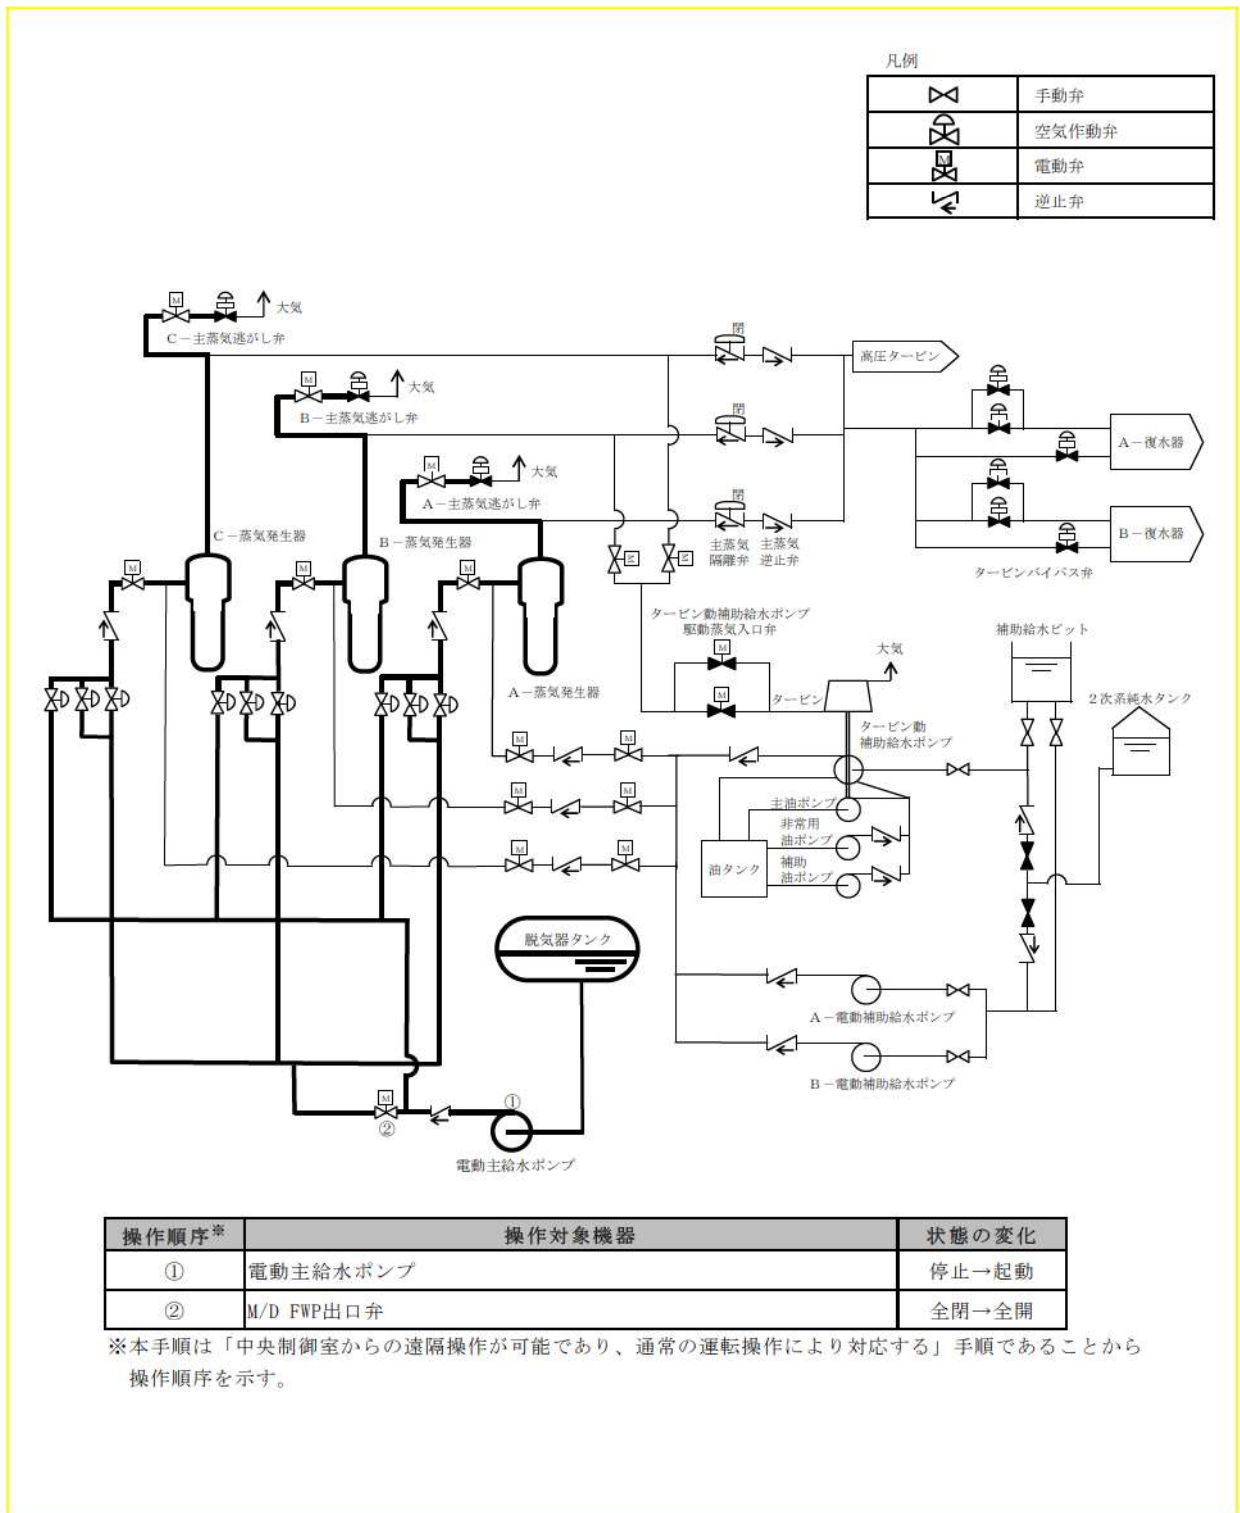 凡例
手動弁
空気作動弁
M
電動弁
逆止弁
M
大気
C－主蒸気逃がし弁
閉
高圧タービン
M
大気
B－主蒸気逃がし弁
閉
A－復水器
M
大気
A－主蒸気逃がし弁
閉
主蒸気
隔離弁
主蒸気
逆止弁
B－復水器
タービンバイパス弁
C－蒸気発生器
B－蒸気発生器
A－蒸気発生器
M
M
M
M
M
タービン動補助給水ポンプ
駆動蒸気入口弁
M
M
タービン
大気
タービン動
補助給水ポンプ
補助給水ピット
２次系純水タンク
M
M
M
M
M
M
主油ポンプ
非常用
油ポンプ
補助
油ポンプ
油タンク
脱気器タンク
A－電動補助給水ポンプ
B－電動補助給水ポンプ
M
②
①
電動主給水ポンプ
操作順序※ 操作対象機器 状態の変化
① 電動主給水ポンプ 停止→起動
② M/D FWP出口弁 全閉→全開
※本手順は「中央制御室からの遠隔操作が可能であり、通常の運転操作により対応する」手順であることから
操作順序を示す。